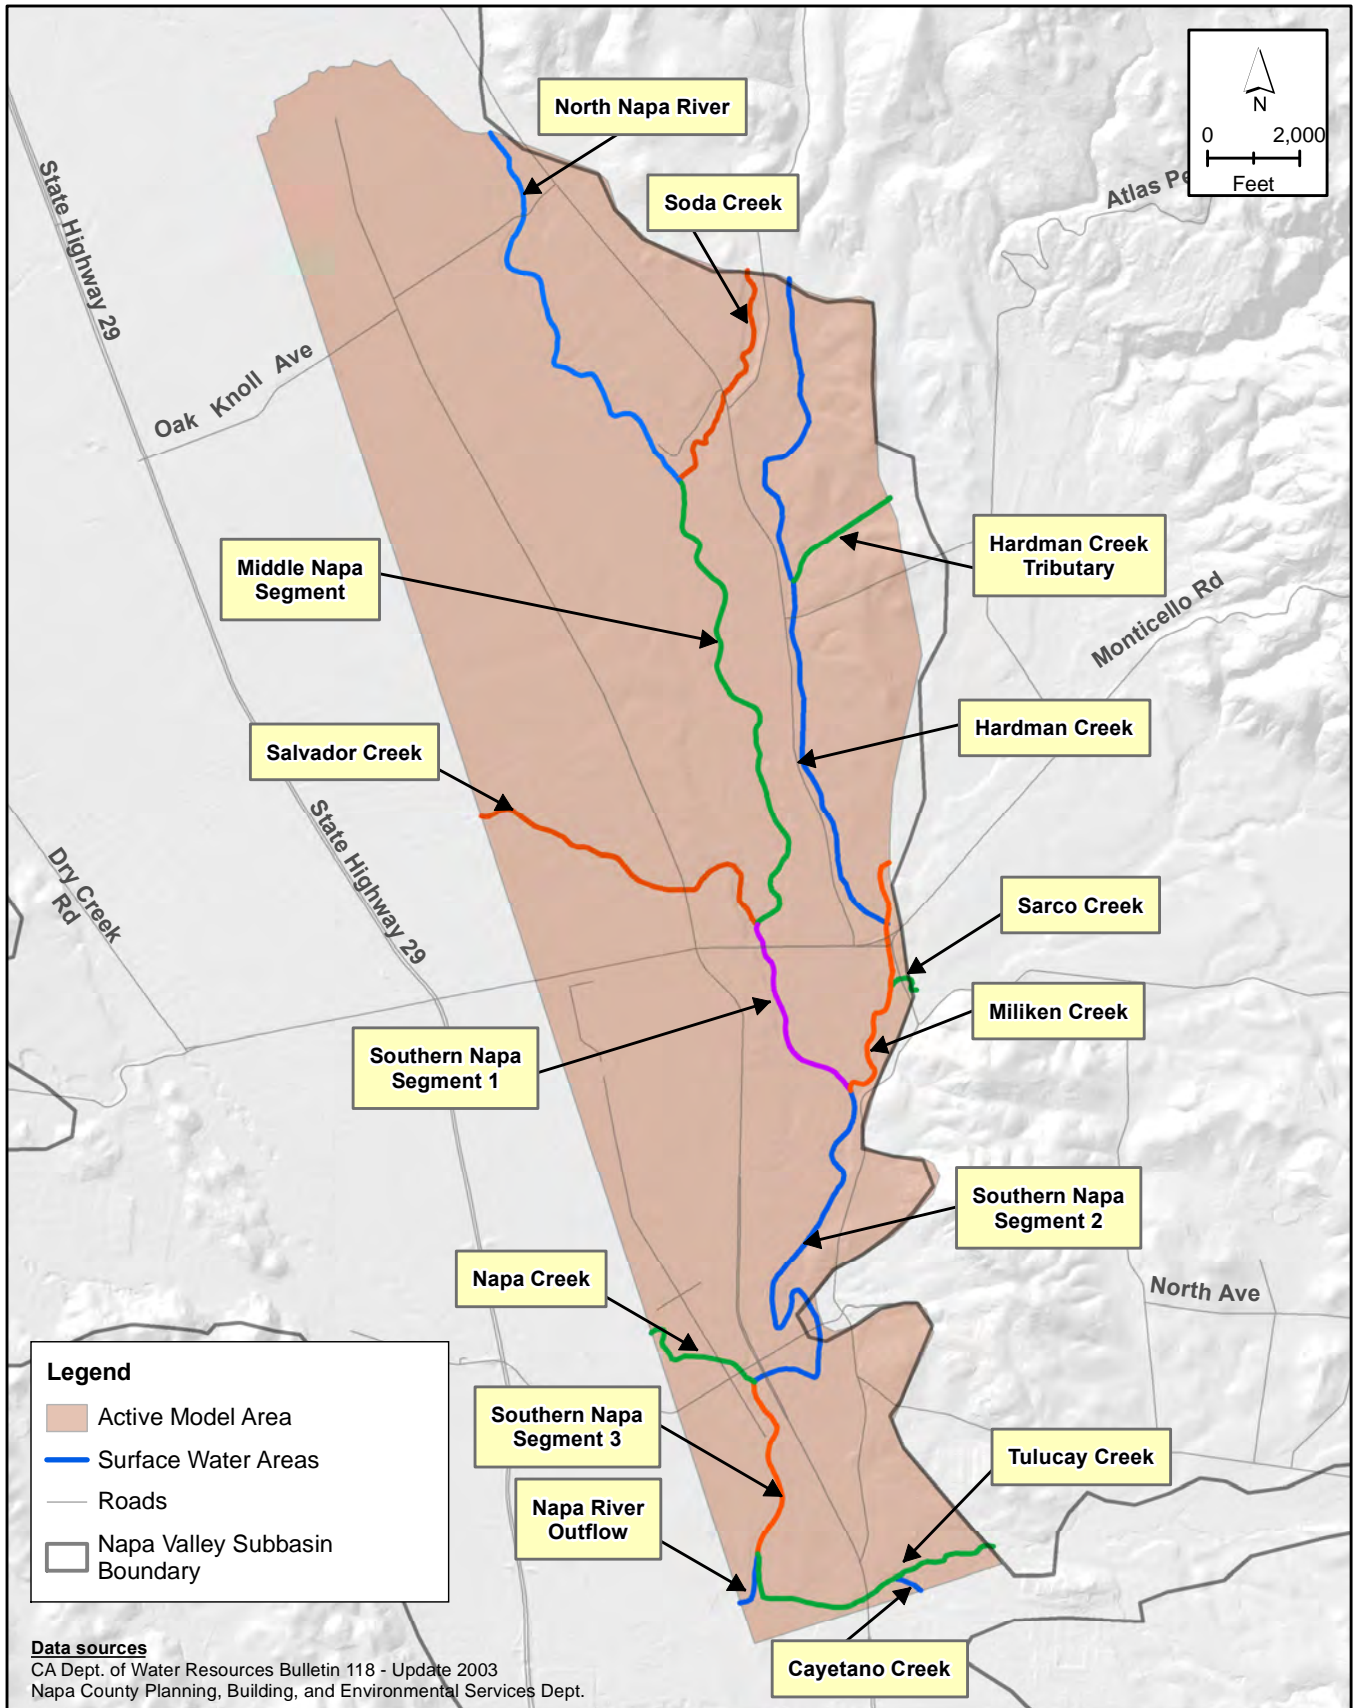 North Napa River
N
0 2,000
Feet
Soda Creek
Atlas
State Highway 29
Oak Knoll Ave
Middle Napa
Segment
Hardman Creek
Tributary
Monticello Rd
Hardman Creek
Salvador Creek
State Highway 29
Dry Creek
Rd
Sarco Creek
Miliken Creek
Southern Napa
Segment 1
Southern Napa
Segment 2
Napa Creek
North Ave
Legend
Active Model Area
Surface Water Areas
Roads
Napa Valley Subbasin
Boundary
Southern Napa
Segment 3
Tulucay Creek
Napa River
Outflow
Cayetano Creek
Data sources
CA Dept. of Water Resources Bulletin 118 - Update 2003
Napa County Planning, Building, and Environmental Services Dept.